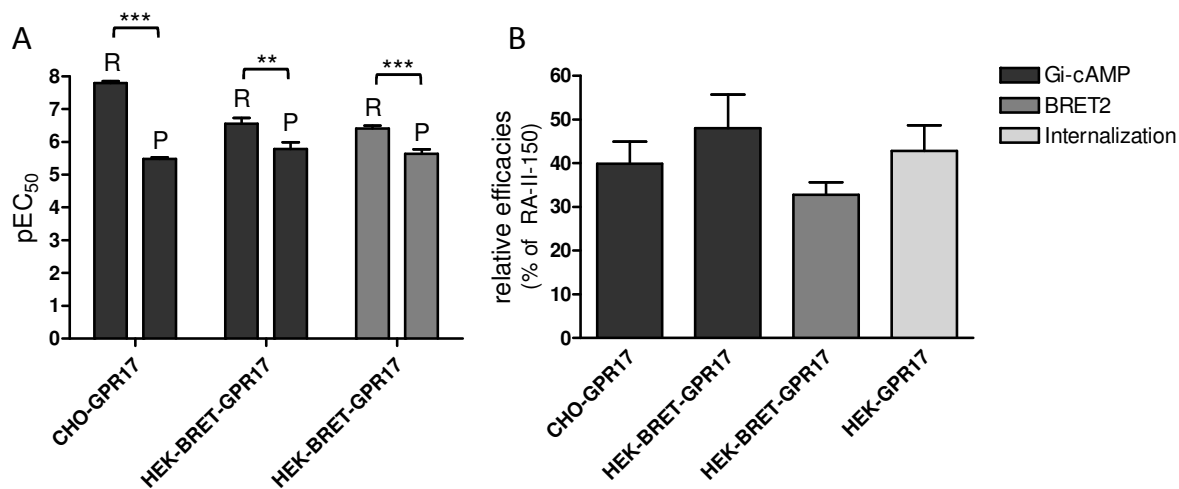 A
***
R
P
**
R
P
***
R
P
8
7
6
5
4
3
2
1
0
pEC50
CHO-GPR17
HEK-BRET-GPR17
HEK-BRET-GPR17
B
60
50
40
30
20
10
0
relative efficacies
(% of RA-II-150)
CHO-GPR17
HEK-BRET-GPR17
HEK-BRET-GPR17
HEK-GPR17
Gi-cAMP
BRET2
Internalization